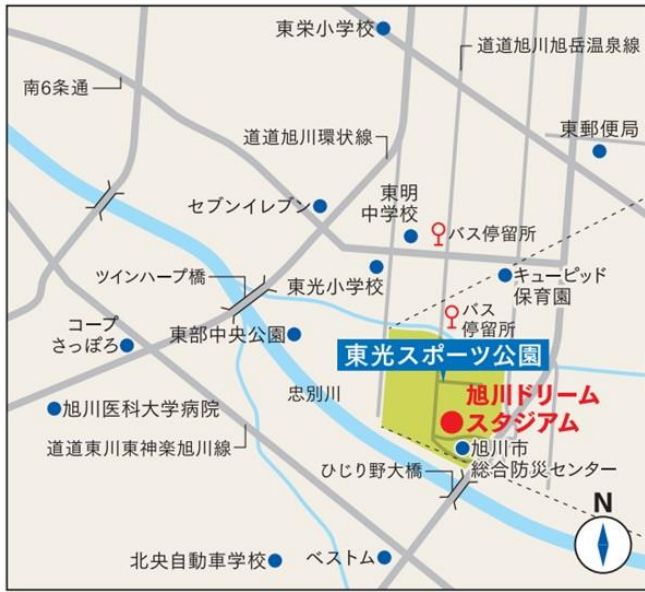 東栄小学校
道道旭川旭岳温泉線
南6条通
東郵便局
道道旭川環状線
東明
中学校
セブンイレブン
バス停留所
ツインハープ橋
東光小学校
キューピッド
保育園
バス
停留所
コープ
さっぽろ
東部中央公園
東光スポーツ公園
忠別川
旭川ドリーム
スタジアム
旭川医科大学病院
旭川市
総合防災センター
道道東川東神楽旭川線
ひじり野大橋
N
北央自動車学校
ベストム